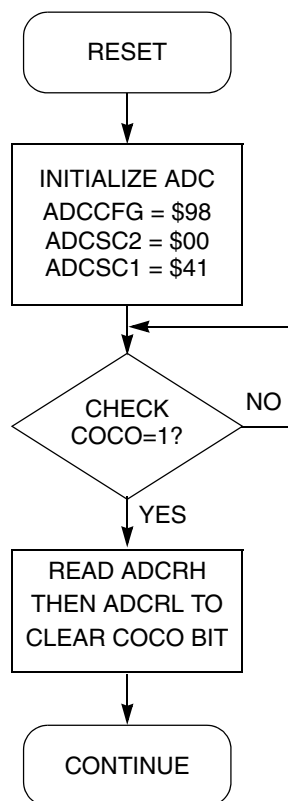 RESET
INITIALIZE ADC
ADCCFG = $98
ADCSC2 = $00
ADCSC1 = $41
CHECK
COCO=1?
NO
YES
READ ADCRH
THEN ADCRL TO
CLEAR COCO BIT
CONTINUE